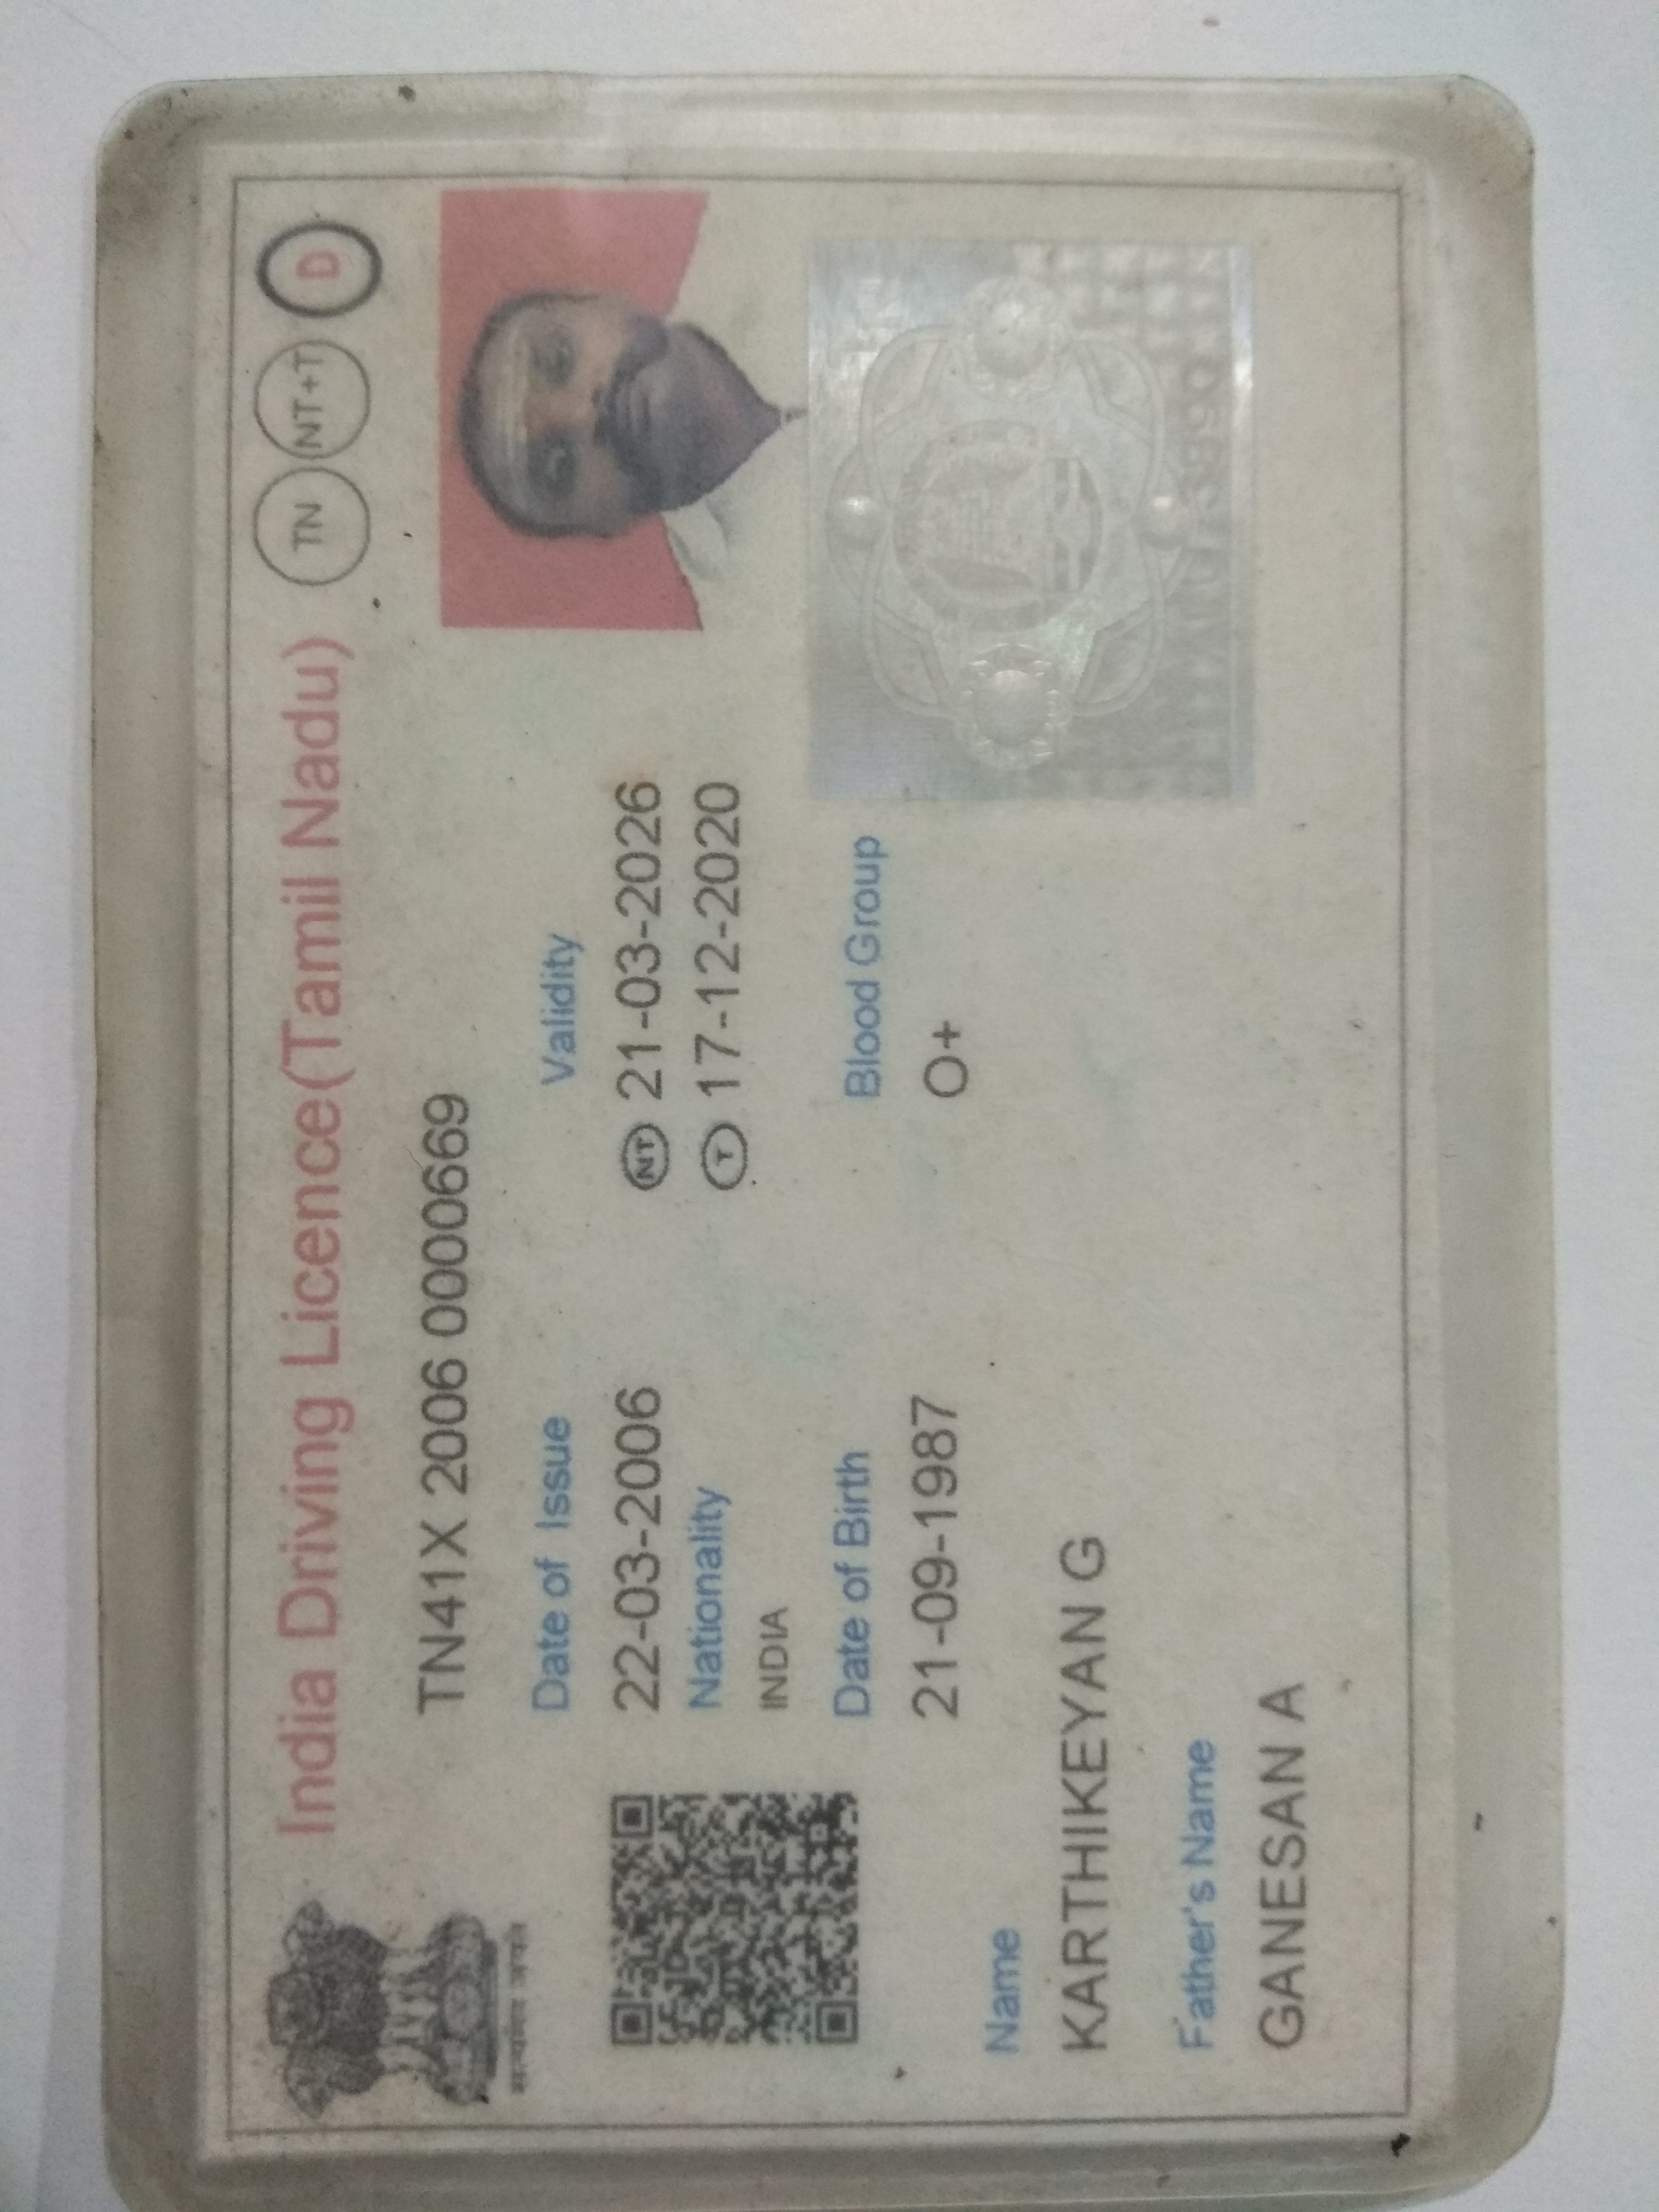 India Driving Licence(Tamil Nadu) TN NT+T D
TN41X 2006 0000669
Date of Issue Validity
22-03-2006 NT 21-03-2026
Nationality T 17-12-2020
INDIA
Date of Birth Blood Group
21-09-1987 O+
Name
KARTHIKEYAN G
Father's Name
GANESAN A